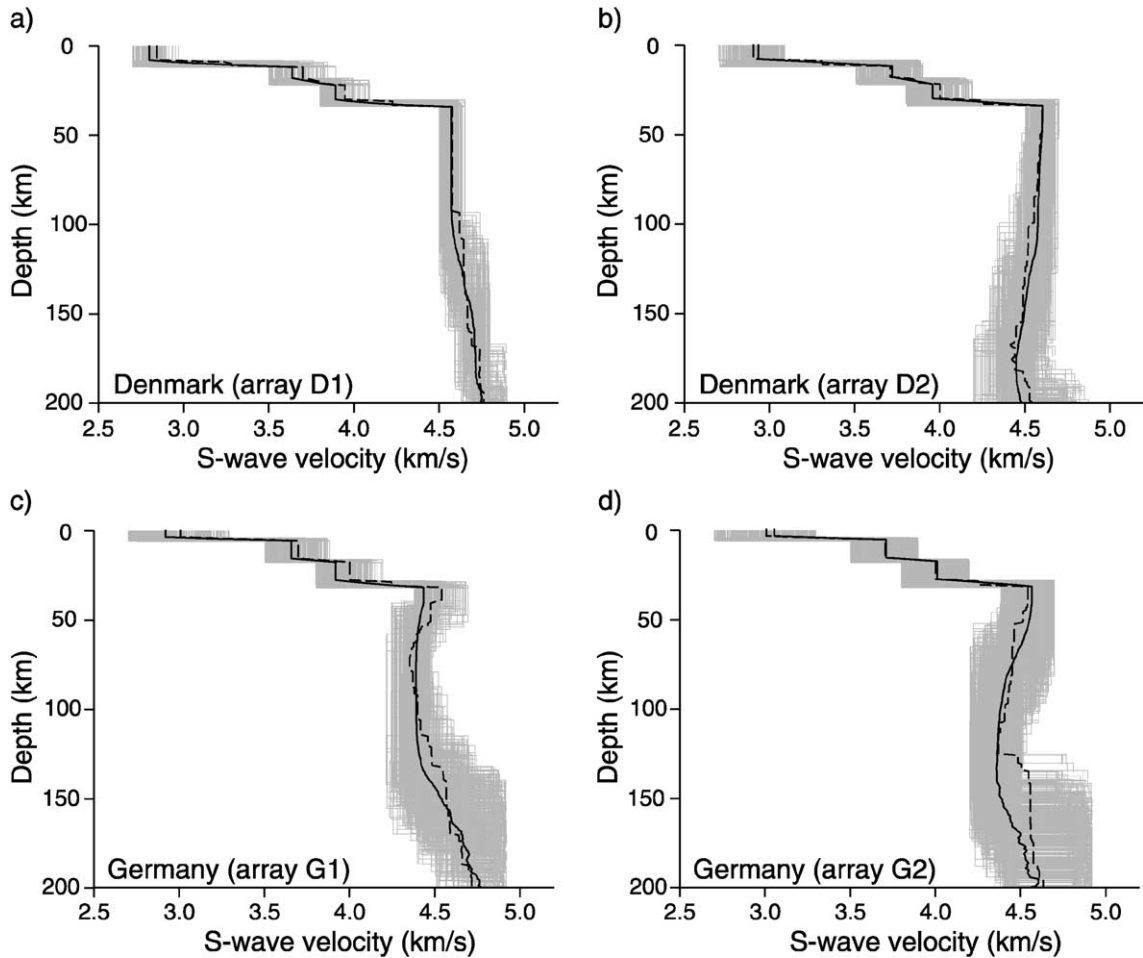 a)
0
50
100
150
200
Depth (km)
Denmark (array D1)
2.5 3.0 3.5 4.0 4.5 5.0
S-wave velocity (km/s)
b)
0
50
100
150
200
Depth (km)
Denmark (array D2)
2.5 3.0 3.5 4.0 4.5 5.0
S-wave velocity (km/s)
c)
0
50
100
150
200
Depth (km)
Germany (array G1)
2.5 3.0 3.5 4.0 4.5 5.0
S-wave velocity (km/s)
d)
0
50
100
150
200
Depth (km)
Germany (array G2)
2.5 3.0 3.5 4.0 4.5 5.0
S-wave velocity (km/s)